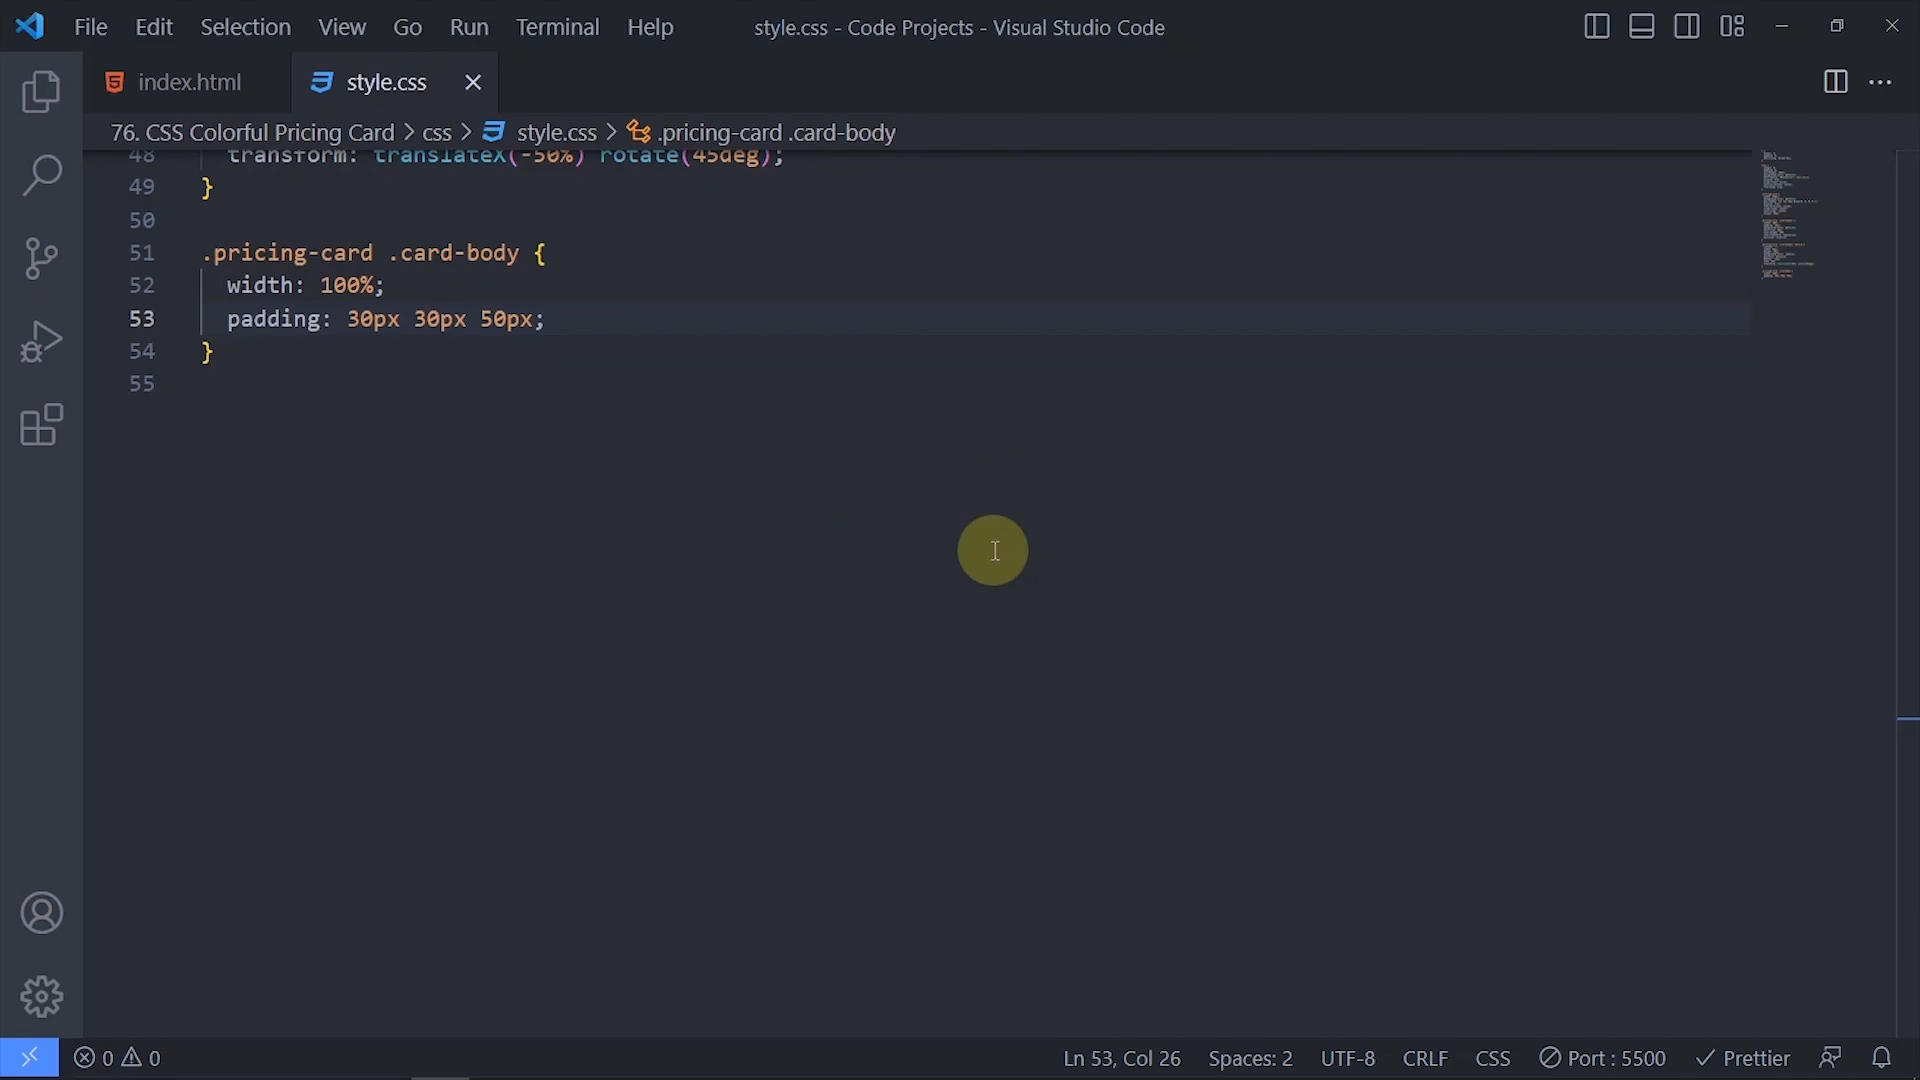 File Edit Selection View Go Run Terminal Help style.css - Code Projects - Visual Studio Code
index.html style.css
76. CSS Colorful Pricing Card > css > style.css > .pricing-card .card-body
48 transform: translateX(-50%) rotate(45deg);
49 }
50
51 .pricing-card .card-body {
52 width: 100%;
53 padding: 30px 30px 50px;
54 }
55
0 0 Ln 53, Col 26 Spaces: 2 UTF-8 CRLF CSS Port : 5500 Prettier